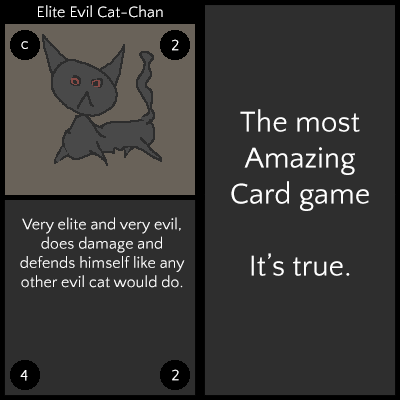 Elite Evil Cat-Chan
c
2
Very elite and very evil,
does damage and
defends himself like any
other evil cat would do.
4
2
The most
Amazing
Card game
It's true.